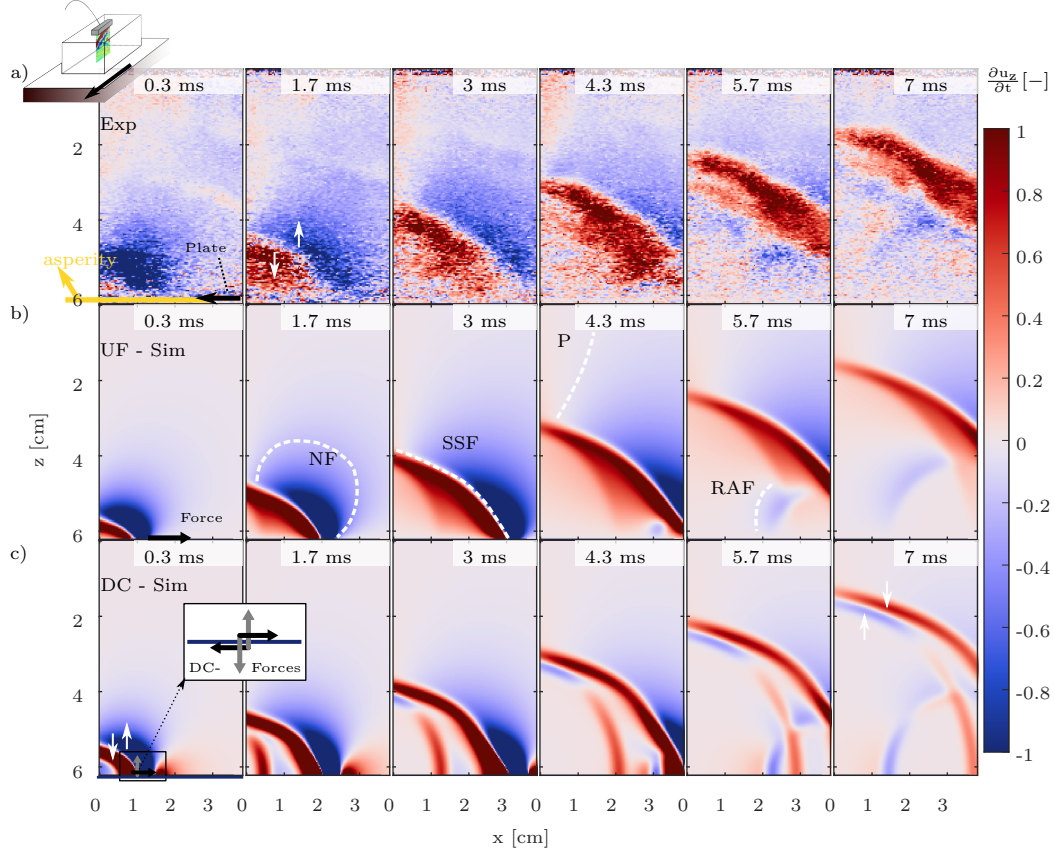 a)
0.3 ms
1.7 ms
3 ms
4.3 ms
5.7 ms
7 ms
∂u_z/∂t [−]
Exp
2
4
6
Plate
asperity
b)
0.3 ms
1.7 ms
3 ms
4.3 ms
5.7 ms
7 ms
UF - Sim
P
2
4
6
NF
SSF
RAF
Force
z [cm]
c)
0.3 ms
1.7 ms
3 ms
4.3 ms
5.7 ms
7 ms
DC - Sim
2
4
6
DC- Forces
0 1 2 3 0 1 2 3 0 1 2 3 0 1 2 3 0 1 2 3 0 1 2 3
x [cm]
1
0.8
0.6
0.4
0.2
0
-0.2
-0.4
-0.6
-0.8
-1